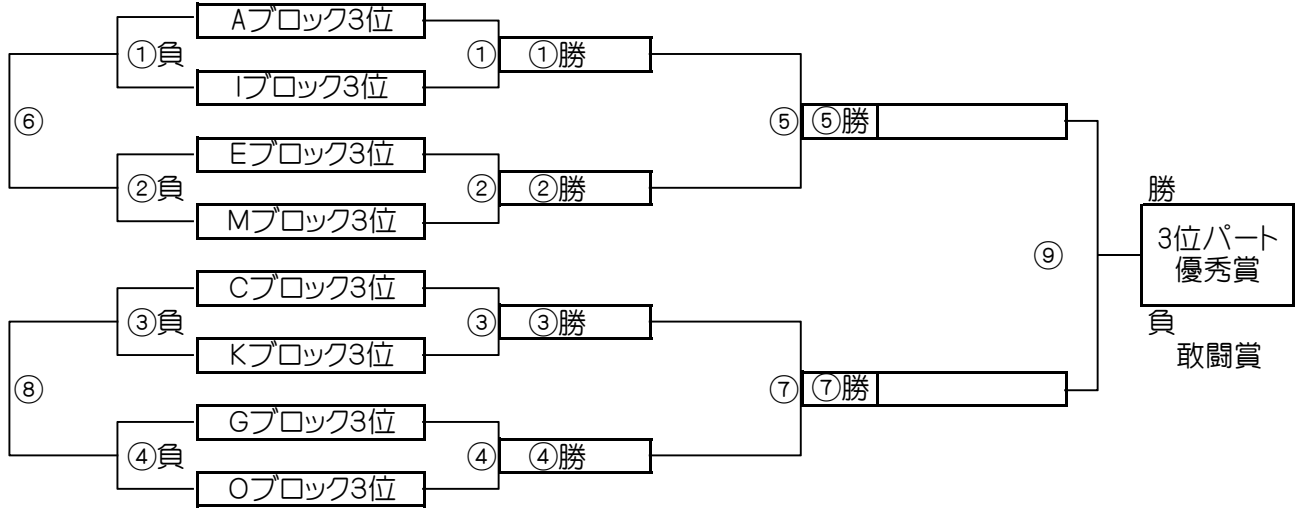 Aブロック3位
①負
①
①勝
Iブロック3位
⑥
⑤
⑤勝
Eブロック3位
②負
②
②勝
Mブロック3位
勝
3位パート
優秀賞
⑨
Cブロック3位
③負
③
③勝
負
敢闘賞
Kブロック3位
⑧
⑦
⑦勝
Gブロック3位
④負
④
④勝
Oブロック3位